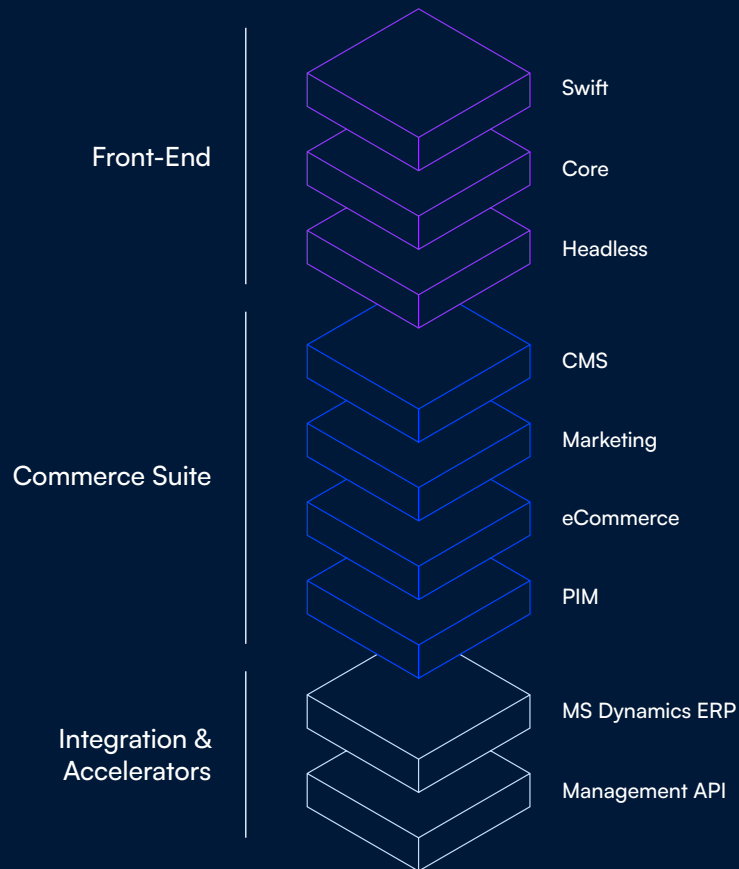 Front-End
Swift
Core
Headless
Commerce Suite
CMS
Marketing
eCommerce
PIM
Integration &
Accelerators
MS Dynamics ERP
Management API